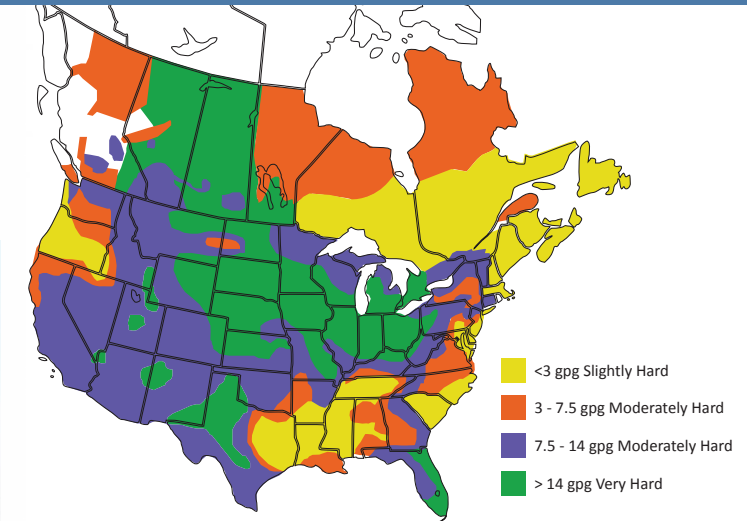 <3 gpg Slightly Hard
3 - 7.5 gpg Moderately Hard
7.5 - 14 gpg Moderately Hard
> 14 gpg Very Hard